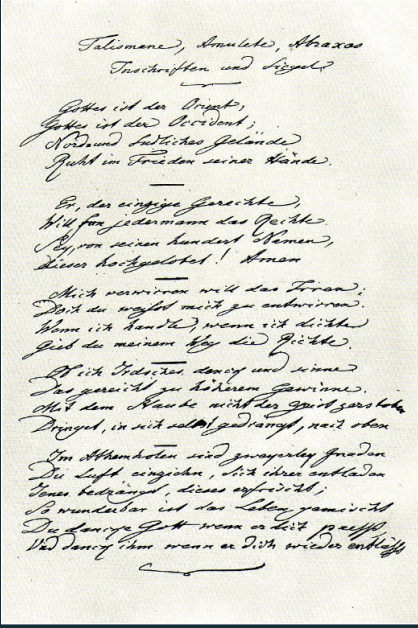 Talismane, Amulete, Abraxas
Inschriften und Siegel.
Gottes ist der Orient,
Gottes ist der Occident;
Nord und südliches Gelände
Ruht im Frieden seiner Hände.
Er, der einzige Gerechte,
Will für jedermann das Rechte.
Sey, von seinen hundert Namen,
Dieser hochgelobet! Amen
Mich verwirren will das Irren;
Doch du weißst mich zu entwirren.
Wenn ich handle, wenn ich dichte
Gieb du meinem Weg die Richte.
Ob ich Irdsches denck und sinne
Das gereicht zu höherem Gewinne.
Mit dem Staube nicht der Geist zerstoben
Dringet, in sich selbst gedrängt, nach oben
Im Athemholen sind zweyerley Gnaden
Die Luft einziehn, sich ihrer entladen
Jenes bedrängt, dieses erfrischt;
So wunderbar ist das Leben gemischt
Du dancke Gott wenn er dich presst,
Und danck ihm wenn er dich wieder entlässt